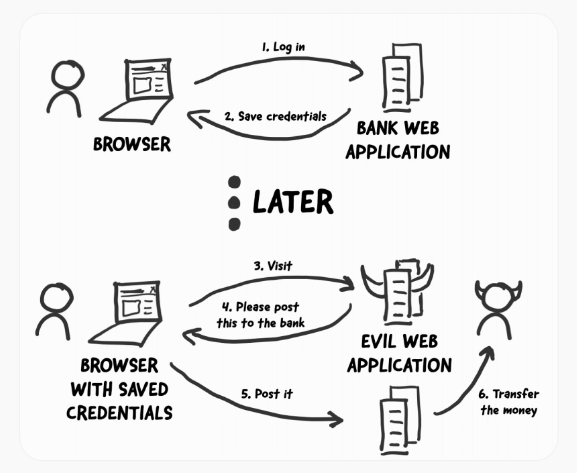 1. Log in
2. Save credentials
BROWSER
BANK WEB
APPLICATION
LATER
3. Visit
4. Please post
this to the bank
EVIL WEB
APPLICATION
BROWSER
WITH SAVED
CREDENTIALS
5. Post it
6. Transfer
the money